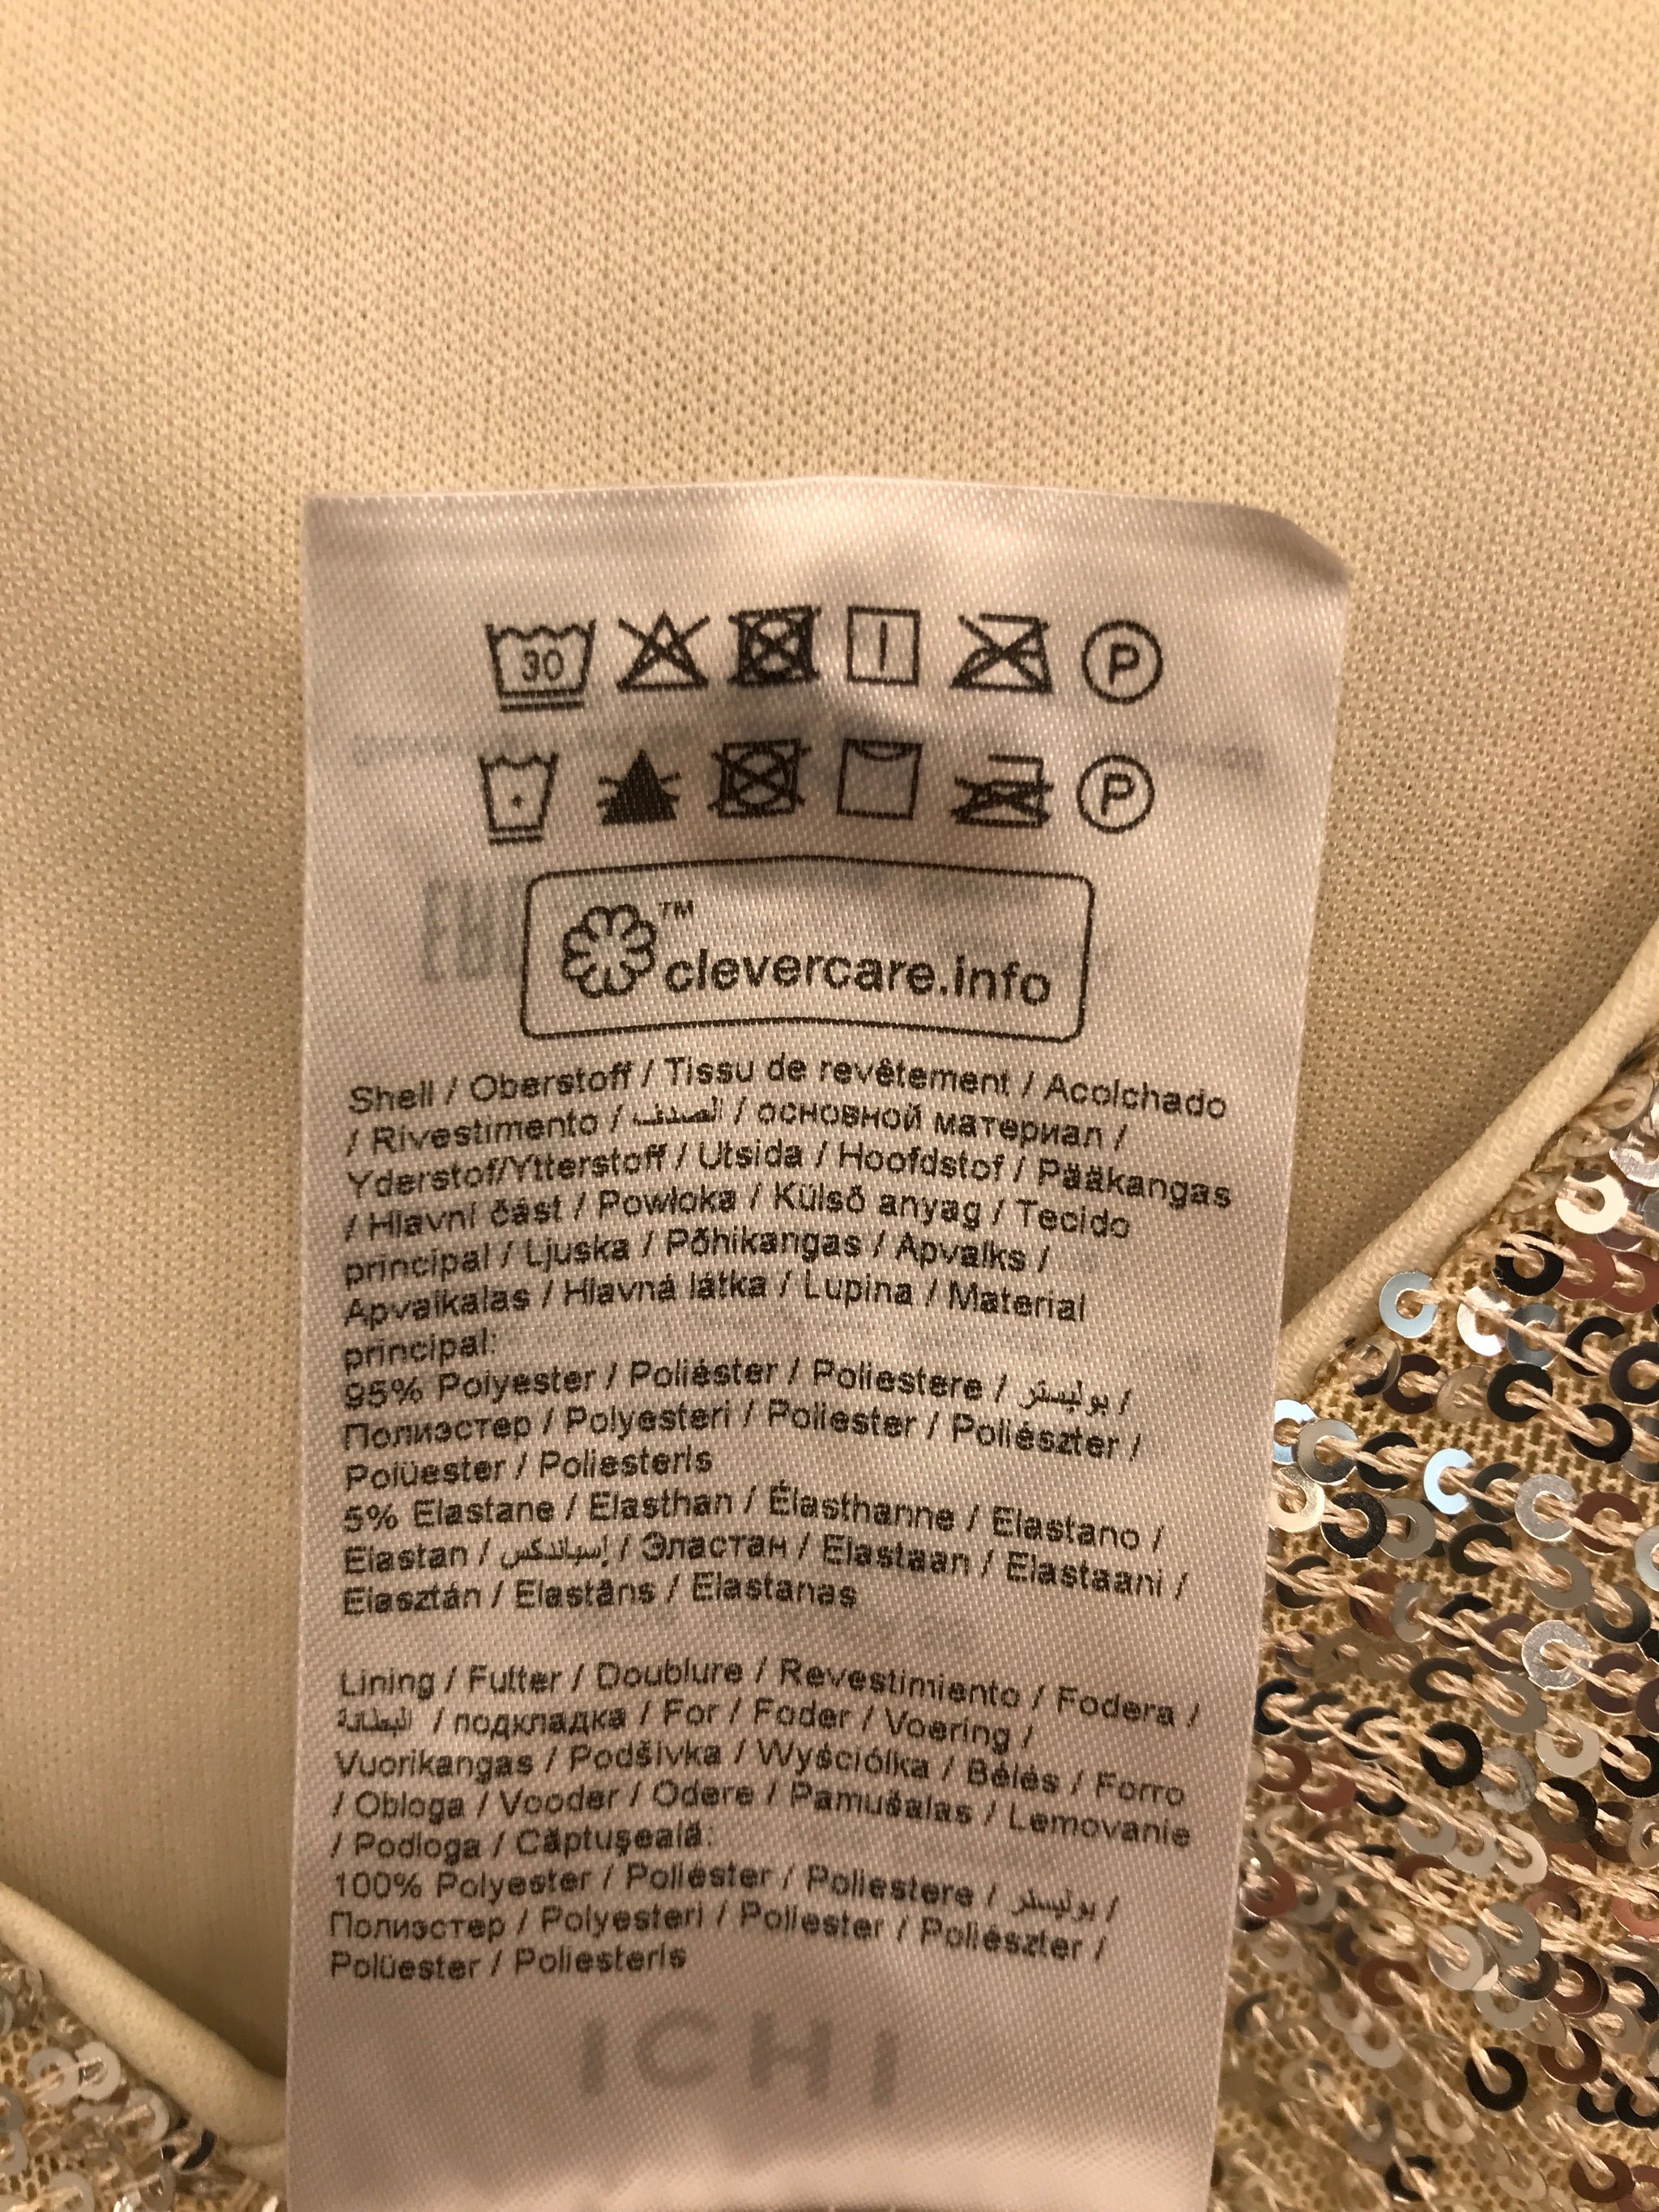 30 P
P
™
clevercare.info
Shell / Oberstoff / Tissu de revêtement / Acolchado
/ Rivestimento / الصدف / основной материал /
Yderstof/Ytterstoff / Utsida / Hoofdstof / Pääkangas
/ Hlavní část / Powłoka / Külső anyag / Tecido
principal / Ljuska / Põhikangas / Apvalks /
Apvalkalas / Hlavná látka / Lupina / Material
principal:
95% Polyester / Poliéster / Poliestere / بوليستر /
Полиэстер / Polyesteri / Poliester / Poliészter /
Polüester / Poliesteris
5% Elastane / Elasthan / Élasthanne / Elastano /
Elastan / إسباندكس / Эластан / Elastaan / Elastaani /
Elasztán / Elastāns / Elastanas
Lining / Futter / Doublure / Revestimiento / Fodera /
البطانة / подкладка / For / Foder / Voering /
Vuorikangas / Podšívka / Wyściółka / Bélés / Forro
/ Obloga / Vooder / Odere / Pamušalas / Lemovanie
/ Podloga / Căptuşeală:
100% Polyester / Poliéster / Poliestere / بوليستر /
Полиэстер / Polyesteri / Poliester / Poliészter /
Polüester / Poliesteris
ICHI